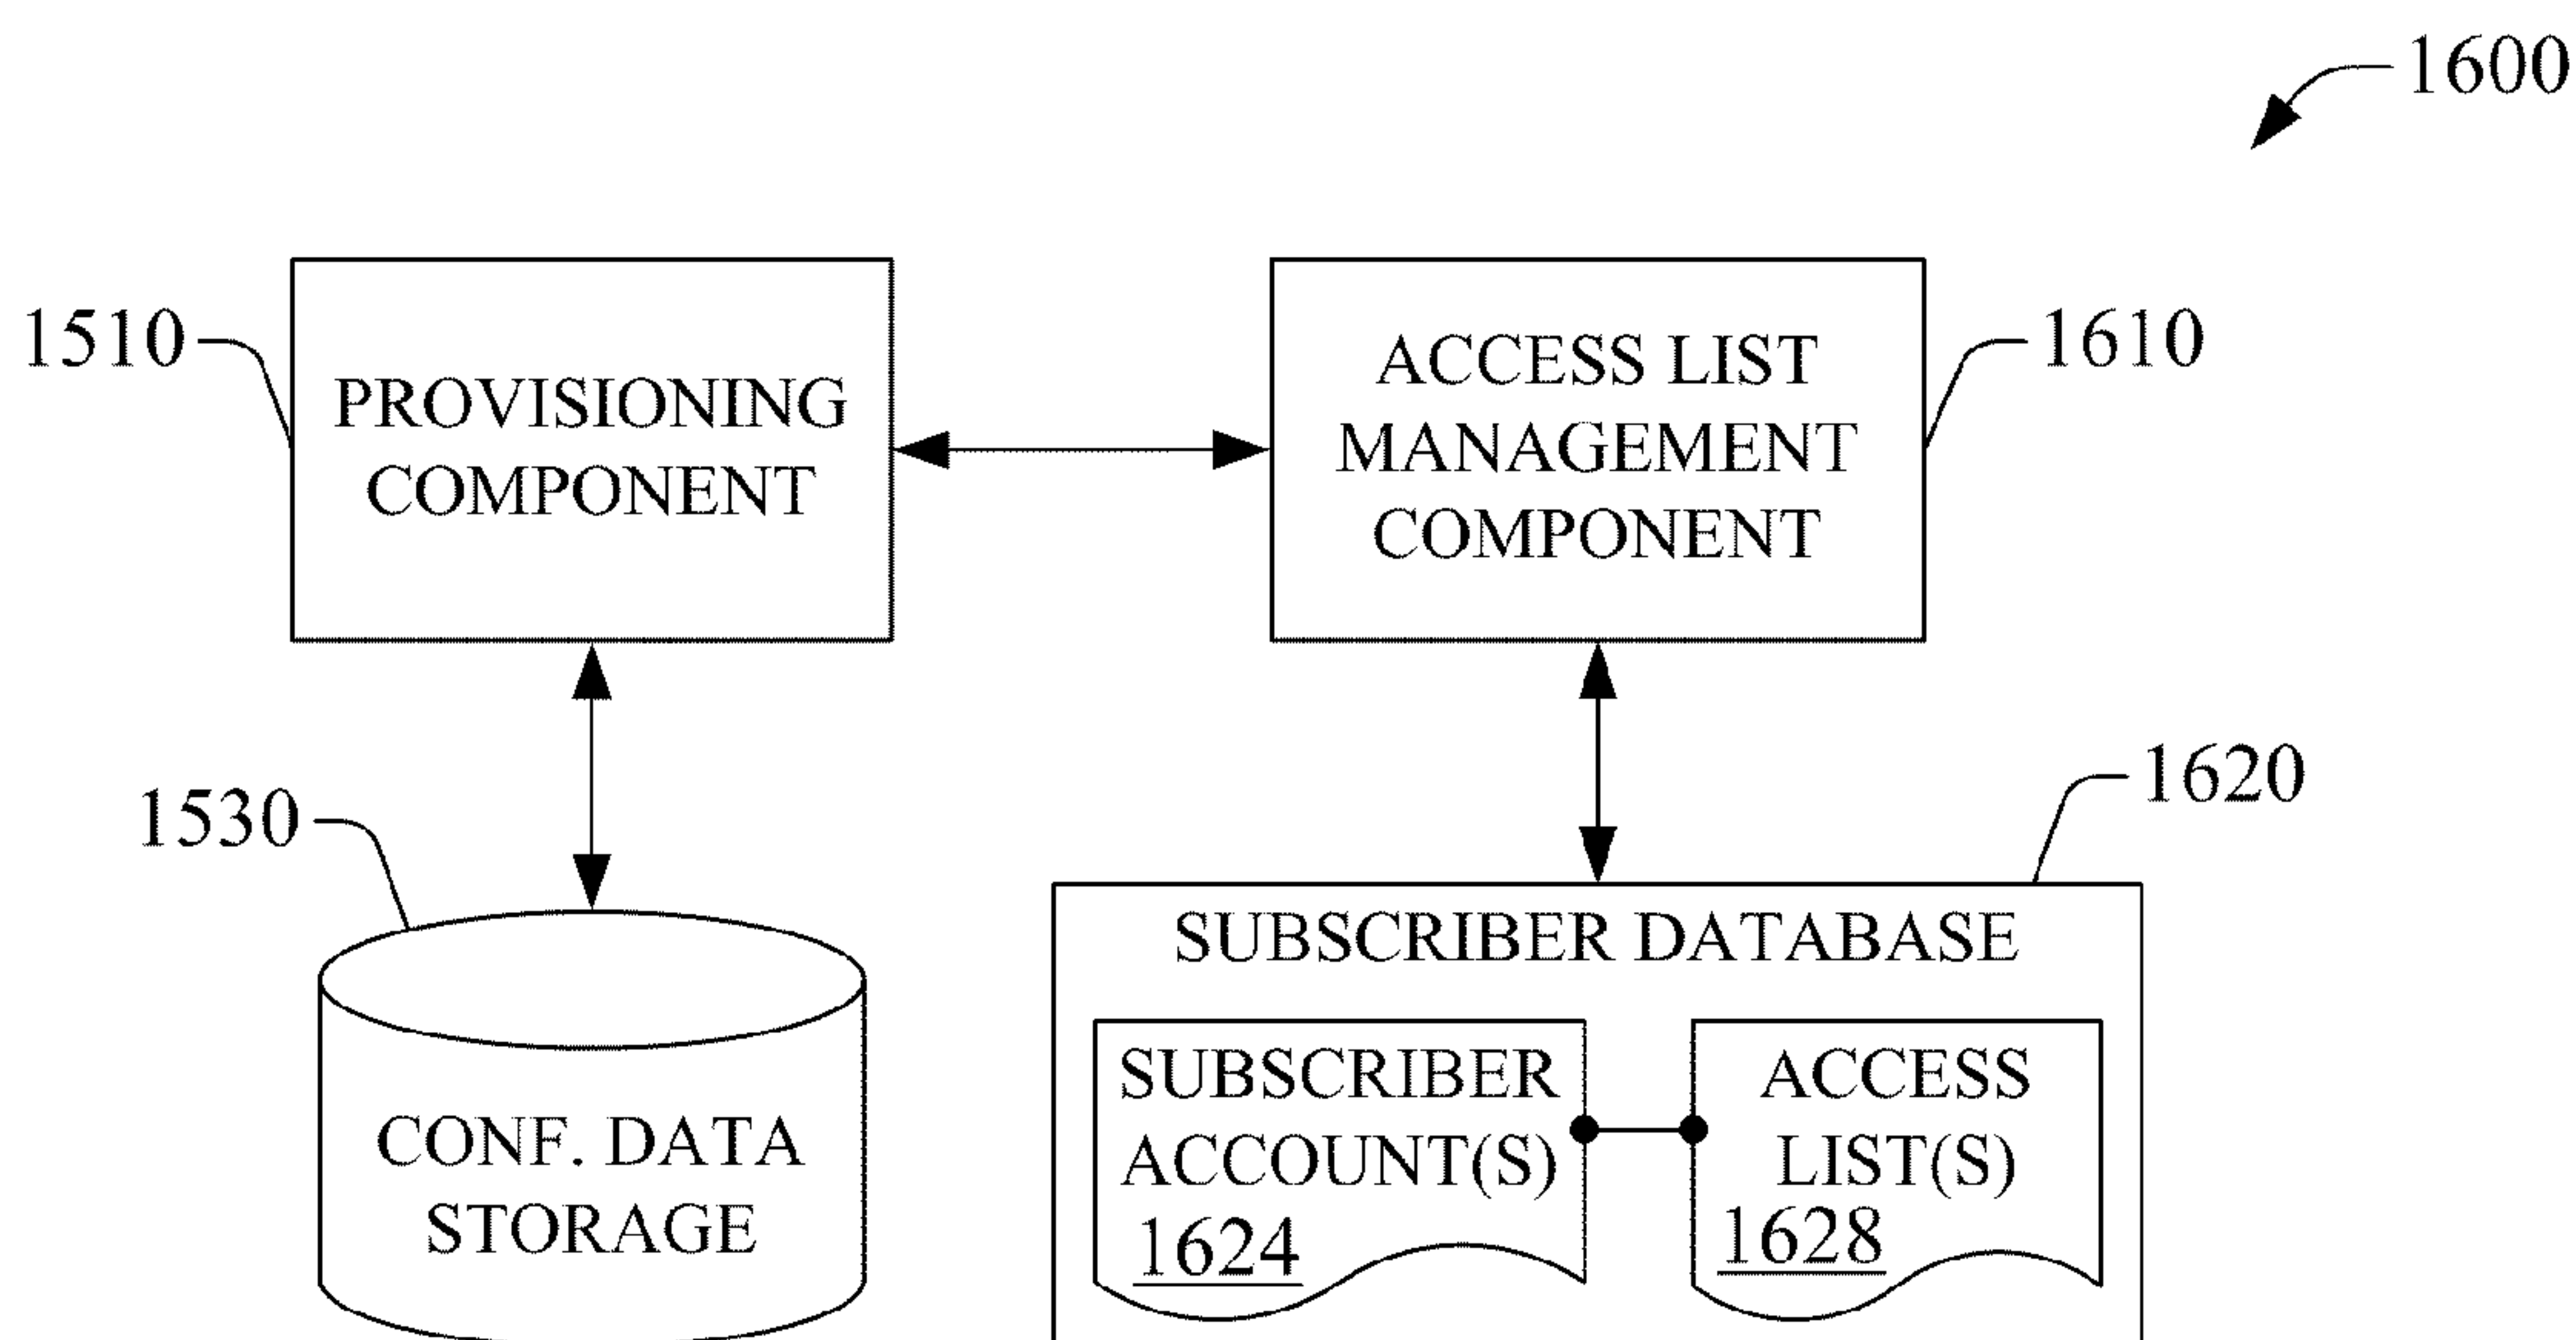 1600
1510
PROVISIONING
COMPONENT
ACCESS LIST
MANAGEMENT
COMPONENT
1610
1530
CONF. DATA
STORAGE
1620
SUBSCRIBER DATABASE
SUBSCRIBER
ACCOUNT(S)
1624
ACCESS
LIST(S)
1628